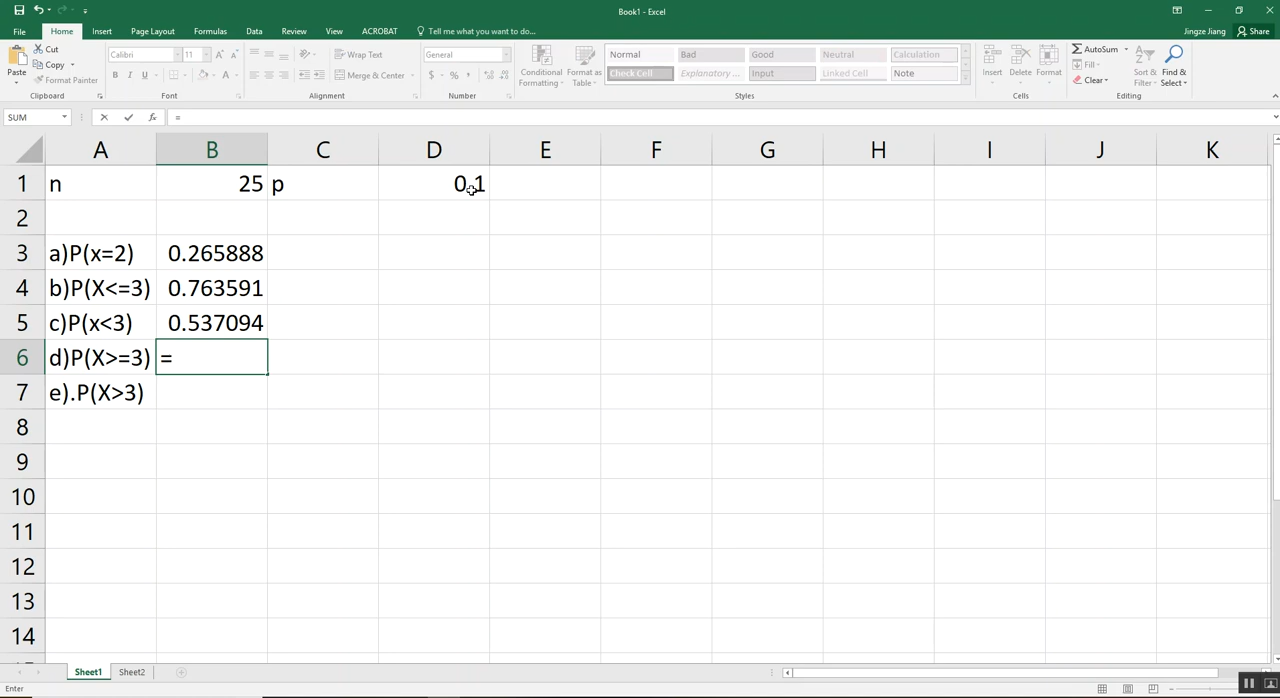 Book1 - Excel
File Home Insert Page Layout Formulas Data Review View ACROBAT Tell me what you want to do... Jingze Jiang Share
Paste Cut Copy Format Painter
Calibri 11
B I U
Wrap Text
Merge & Center
General
$ % ,
Conditional Formatting
Format as Table
Normal Bad Good Neutral Calculation
Check Cell Explanatory ... Input Linked Cell Note
Insert Delete Format
AutoSum
Fill
Clear
Sort & Filter
Find & Select
Clipboard Font Alignment Number Styles Cells Editing
SUM fx =
A B C D E F G H I J K
1 n 25 p 0.1
2
3 a)P(x=2) 0.265888
4 b)P(X<=3) 0.763591
5 c)P(x<3) 0.537094
6 d)P(X>=3) =
7 e).P(X>3)
8
9
10
11
12
13
14
Sheet1 Sheet2
Enter